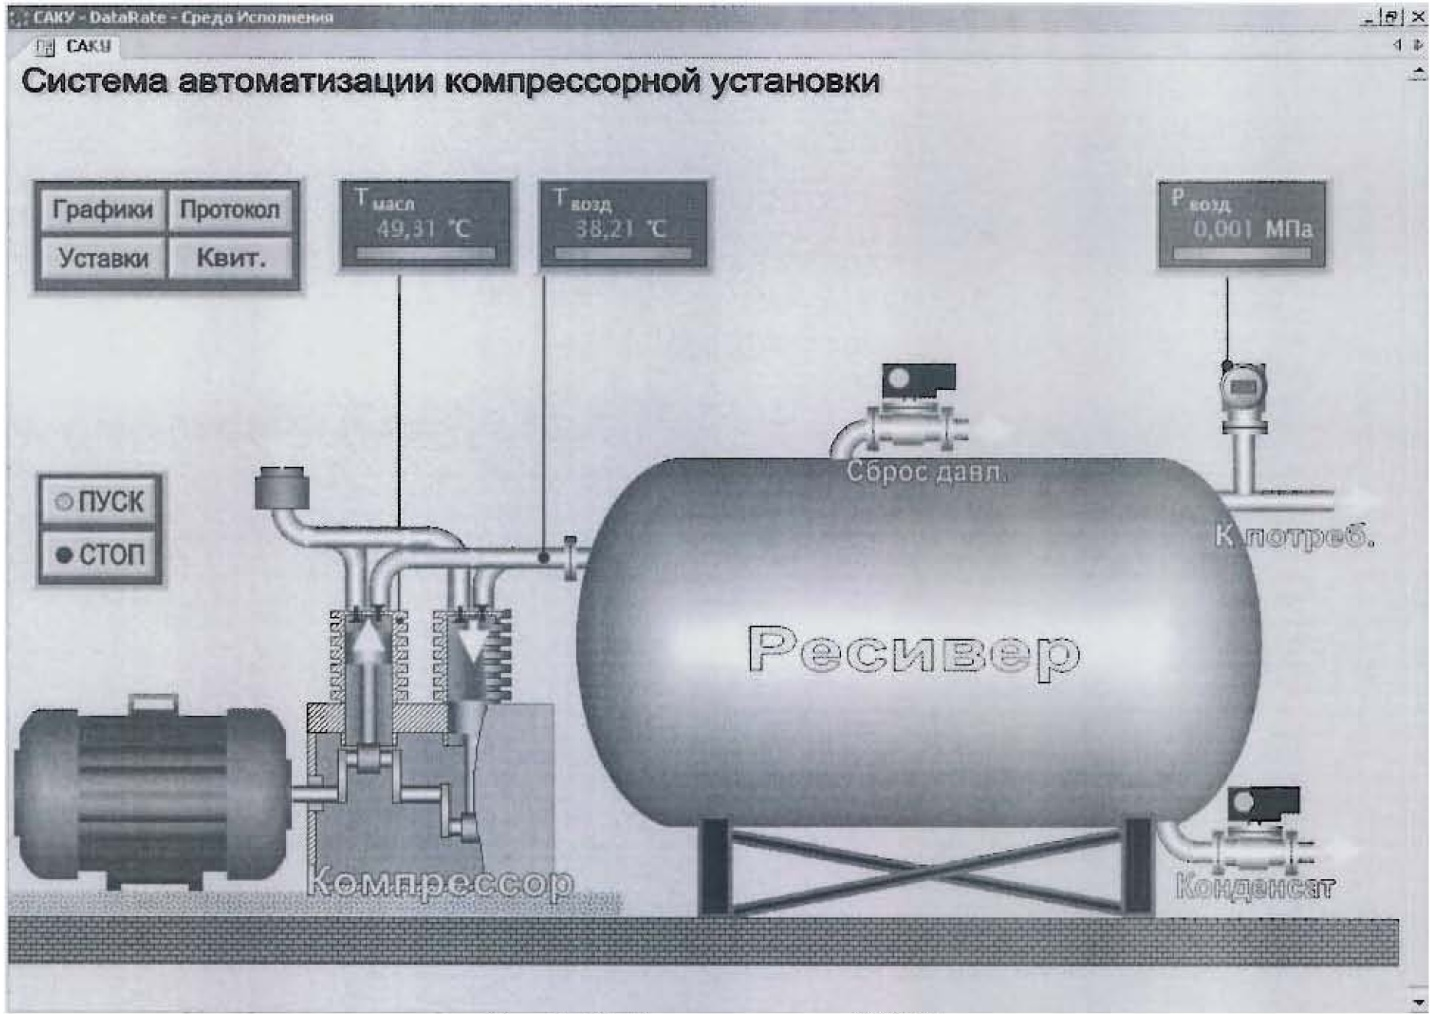 САКУ - DataRate - Среда Исполнения
САКУ
Система автоматизации компрессорной установки
Графики Протокол
Уставки Квит.
T масл
49,31 °C
T возд
38,21 °C
P возд
0,001 МПа
Сброс давл.
ПУСК
СТОП
К потреб.
Ресивер
Компрессор
Конденсат